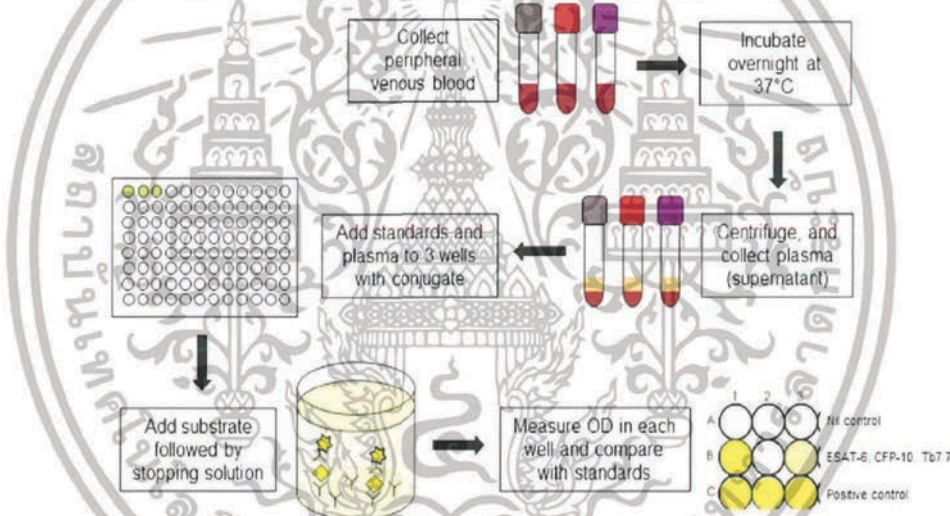 Collect
peripheral
venous blood
Incubate
overnight at
37°C
Centrifuge, and
collect plasma
(supernatant)
Add standards and
plasma to 3 wells
with conjugate
Add substrate
followed by
stopping solution
Measure OD in each
well and compare
with standards
1 2 3
A Nil control
B ESAT-6, CFP-10, Tb7.7
C Positive control